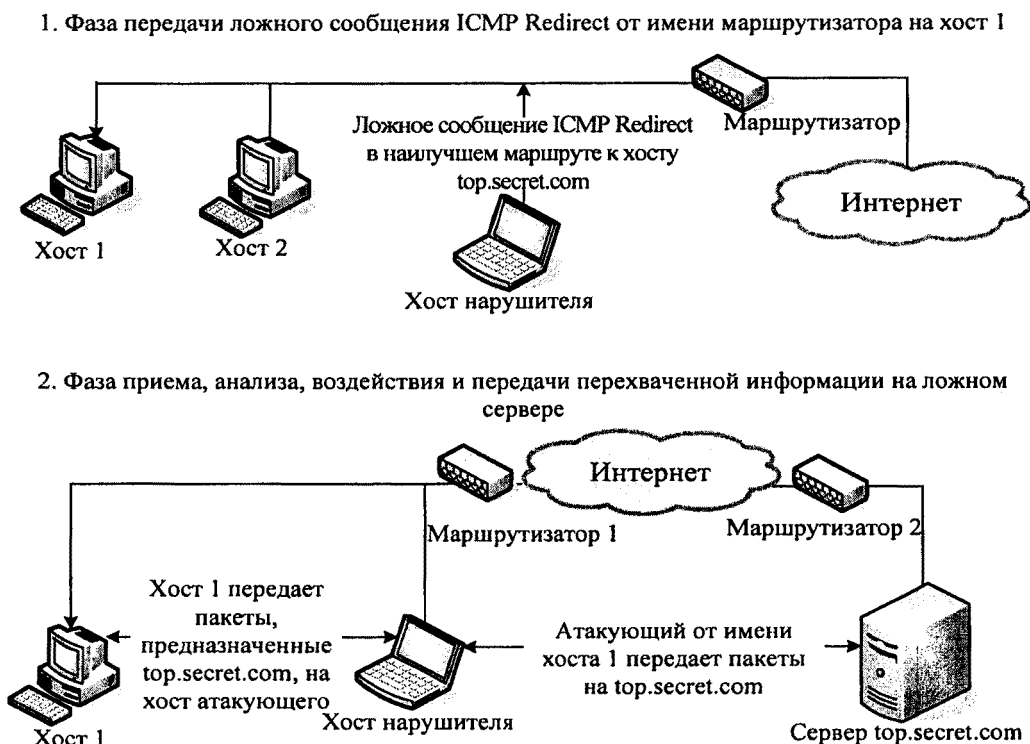 1. Фаза передачи ложного сообщения ICMP Redirect от имени маршрутизатора на хост 1
Ложное сообщение ICMP Redirect
в наилучшем маршруте к хосту
top.secret.com
Маршрутизатор
Интернет
Хост 1
Хост 2
Хост нарушителя
2. Фаза приема, анализа, воздействия и передачи перехваченной информации на ложном
сервере
Интернет
Маршрутизатор 1
Маршрутизатор 2
Хост 1 передает
пакеты,
предназначенные
top.secret.com, на
хост атакующего
Атакующий от имени
хоста 1 передает пакеты
на top.secret.com
Хост 1
Хост нарушителя
Сервер top.secret.com